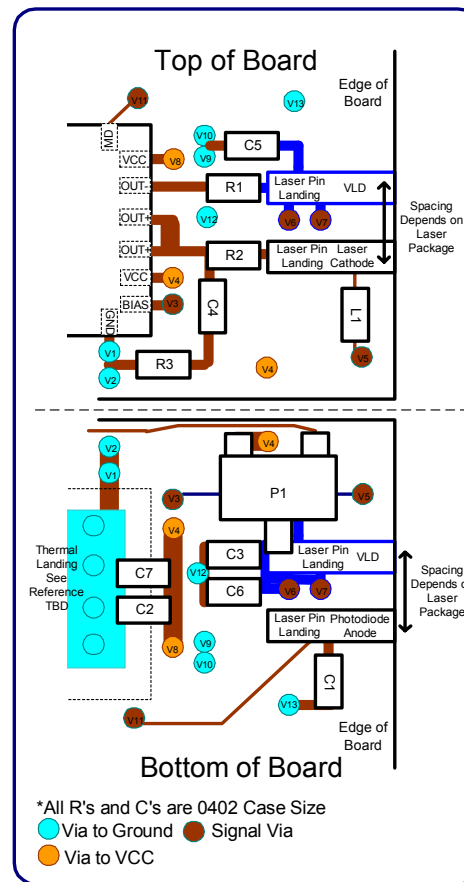 Top of Board
Edge of
Board
V11
V13
V10
V9
C5
MD
VCC
V8
OUT-
R1
Laser Pin
Landing
VLD
V6
V7
V12
OUT+
Spacing
Depends on
Laser
Package
OUT+
R2
Laser Pin
Landing
Laser
Cathode
VCC
V4
BIAS
V3
C4
L1
GND
V1
V2
R3
V4
V5
V2
V1
V4
V3
P1
V5
V4
Thermal
Landing
See
Reference
TBD
C7
C3
V12
C2
C6
Laser Pin
Landing
VLD
V6
V7
Spacing
Depends o
Laser
Package
V8
V9
V10
Laser Pin
Landing
Photodiode
Anode
C1
V13
V11
Edge of
Board
Bottom of Board
*All R's and C's are 0402 Case Size
Via to Ground
Signal Via
Via to VCC